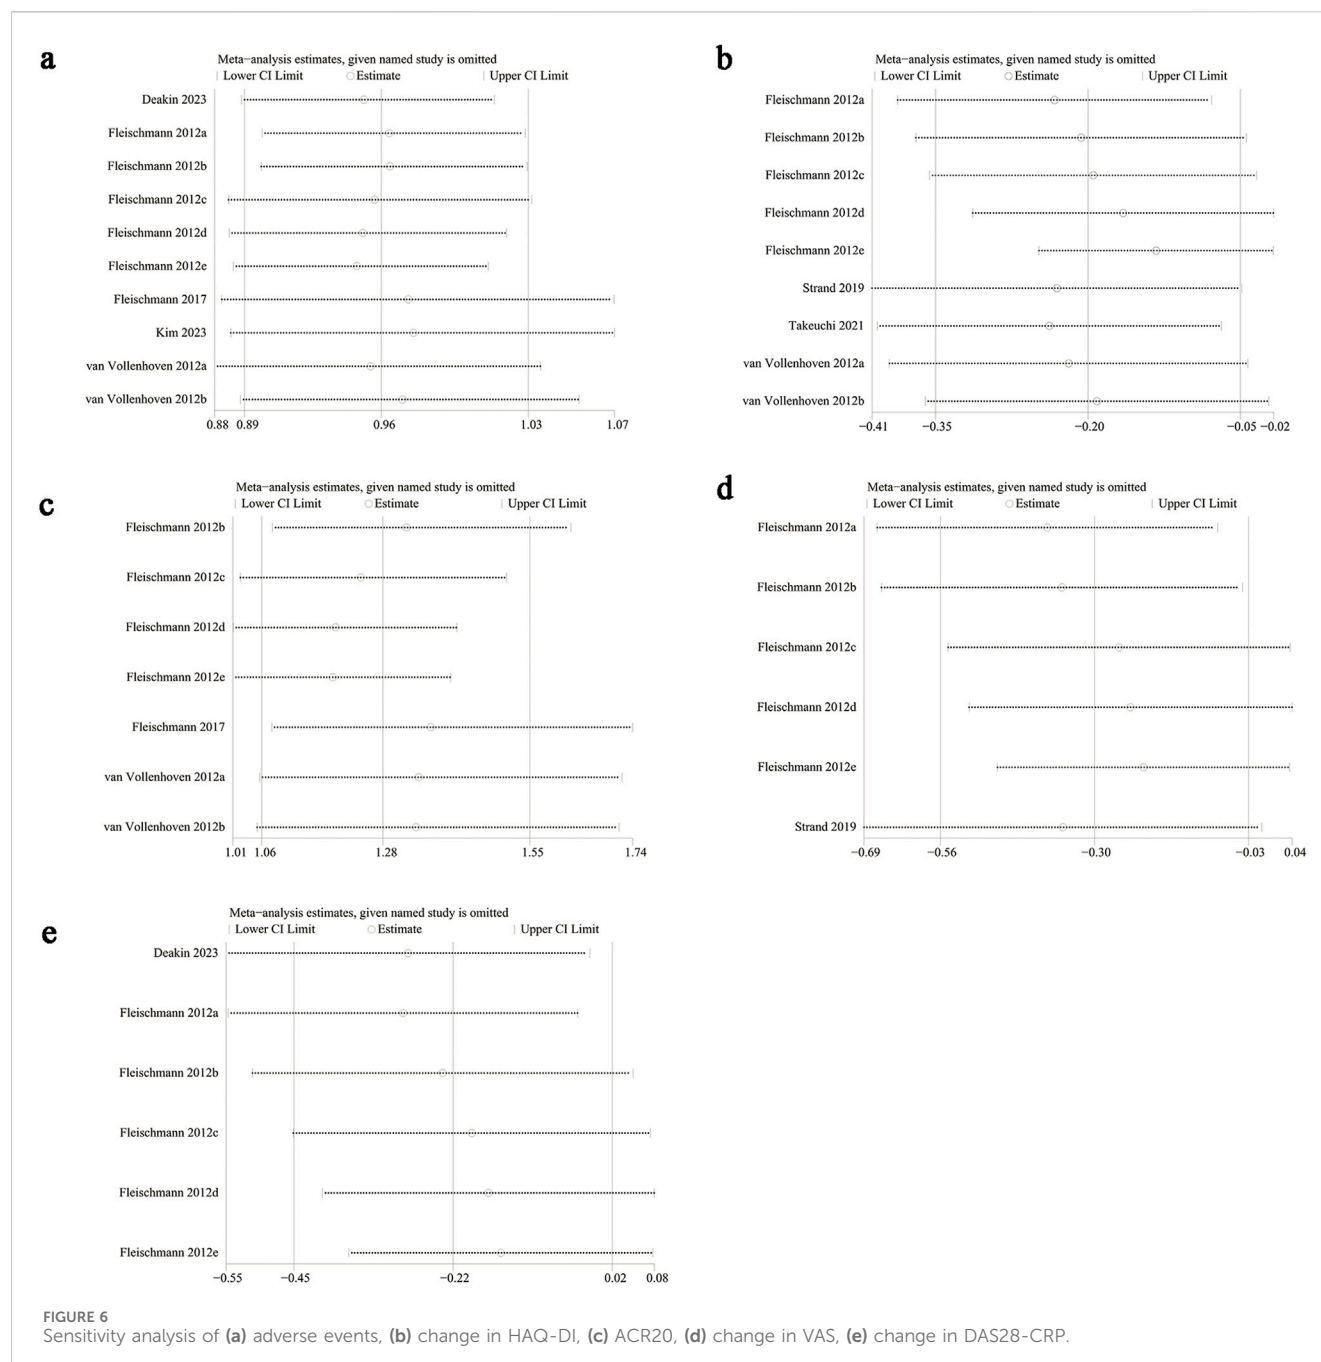 a
Meta−analysis estimates, given named study is omitted
Lower CI Limit Estimate Upper CI Limit
Deakin 2023
Fleischmann 2012a
Fleischmann 2012b
Fleischmann 2012c
Fleischmann 2012d
Fleischmann 2012e
Fleischmann 2017
Kim 2023
van Vollenhoven 2012a
van Vollenhoven 2012b
0.88 0.89 0.96 1.03 1.07
b
Meta−analysis estimates, given named study is omitted
Lower CI Limit Estimate Upper CI Limit
Fleischmann 2012a
Fleischmann 2012b
Fleischmann 2012c
Fleischmann 2012d
Fleischmann 2012e
Strand 2019
Takeuchi 2021
van Vollenhoven 2012a
van Vollenhoven 2012b
−0.41 −0.35 −0.20 −0.05 −0.02
c
Meta−analysis estimates, given named study is omitted
Lower CI Limit Estimate Upper CI Limit
Fleischmann 2012b
Fleischmann 2012c
Fleischmann 2012d
Fleischmann 2012e
Fleischmann 2017
van Vollenhoven 2012a
van Vollenhoven 2012b
1.01 1.06 1.28 1.55 1.74
d
Meta−analysis estimates, given named study is omitted
Lower CI Limit Estimate Upper CI Limit
Fleischmann 2012a
Fleischmann 2012b
Fleischmann 2012c
Fleischmann 2012d
Fleischmann 2012e
Strand 2019
−0.69 −0.56 −0.30 −0.03 0.04
e
Meta−analysis estimates, given named study is omitted
Lower CI Limit Estimate Upper CI Limit
Deakin 2023
Fleischmann 2012a
Fleischmann 2012b
Fleischmann 2012c
Fleischmann 2012d
Fleischmann 2012e
−0.55 −0.45 −0.22 0.02 0.08
FIGURE 6
Sensitivity analysis of (a) adverse events, (b) change in HAQ-DI, (c) ACR20, (d) change in VAS, (e) change in DAS28-CRP.